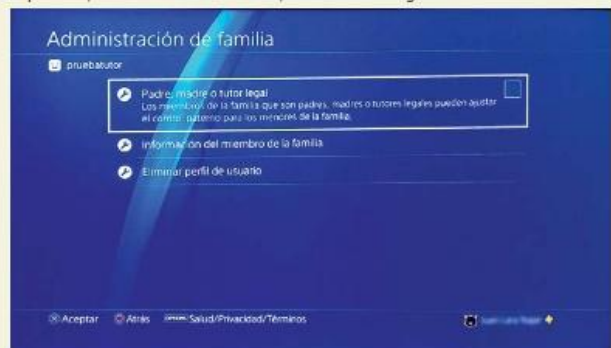 Administración de familia
pruebatutor
Padre, madre o tutor legal
Los miembros de la familia que son padres, madres o tutores legales pueden ajustar
el control paterno para los menores de la familia.
Información del miembro de la familia
Eliminar perfil de usuario
Aceptar Atrás OPTIONS Salud/Privacidad/Términos